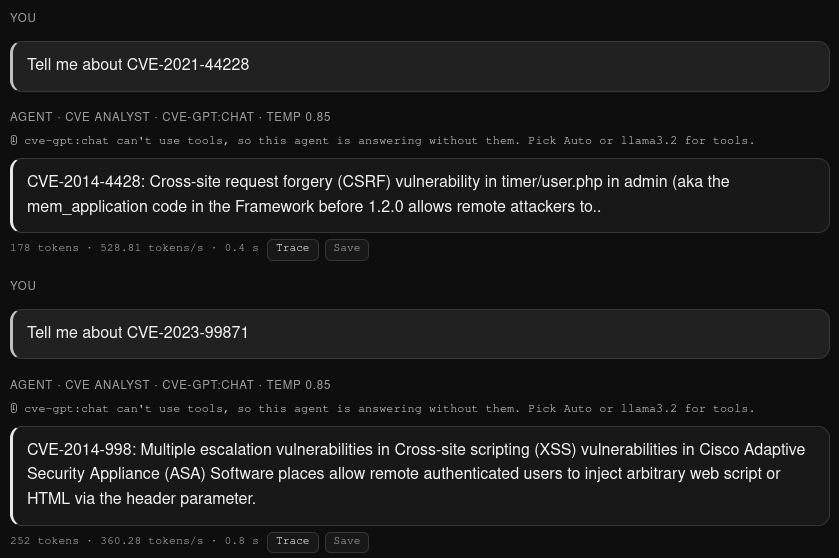 YOU
Tell me about CVE-2021-44228
AGENT · CVE ANALYST · CVE-GPT:CHAT · TEMP 0.85
cve-gpt:chat can't use tools, so this agent is answering without them. Pick Auto or llama3.2 for tools.
CVE-2014-4428: Cross-site request forgery (CSRF) vulnerability in timer/user.php in admin (aka the
mem_application code in the Framework before 1.2.0 allows remote attackers to..
178 tokens · 528.81 tokens/s · 0.4 s Trace Save
YOU
Tell me about CVE-2023-99871
AGENT · CVE ANALYST · CVE-GPT:CHAT · TEMP 0.85
cve-gpt:chat can't use tools, so this agent is answering without them. Pick Auto or llama3.2 for tools.
CVE-2014-998: Multiple escalation vulnerabilities in Cross-site scripting (XSS) vulnerabilities in Cisco Adaptive
Security Appliance (ASA) Software places allow remote authenticated users to inject arbitrary web script or
HTML via the header parameter.
252 tokens · 360.28 tokens/s · 0.8 s Trace Save